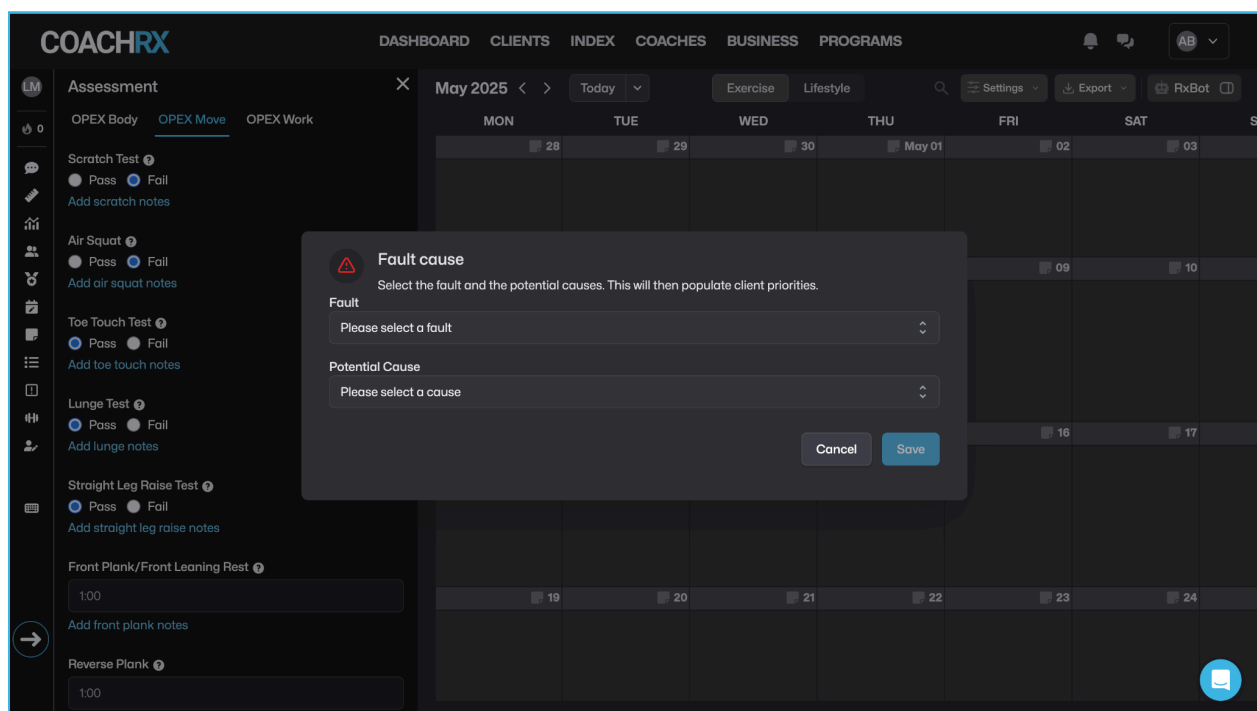 COACHRX
DASHBOARD CLIENTS INDEX COACHES BUSINESS PROGRAMS
AB
LM
0
Assessment
OPEX Body OPEX Move OPEX Work
Scratch Test
Pass Fail
Add scratch notes
Air Squat
Pass Fail
Add air squat notes
Toe Touch Test
Pass Fail
Add toe touch notes
Lunge Test
Pass Fail
Add lunge notes
Straight Leg Raise Test
Pass Fail
Add straight leg raise notes
Front Plank/Front Leaning Rest
1:00
Add front plank notes
Reverse Plank
1:00
May 2025 Today Exercise Lifestyle Settings Export RxBot
MON TUE WED THU FRI SAT S
28 29 30 May 01 02 03
09 10
16 17
19 20 21 22 23 24
Fault cause
Select the fault and the potential causes. This will then populate client priorities.
Fault
Please select a fault
Potential Cause
Please select a cause
Cancel Save